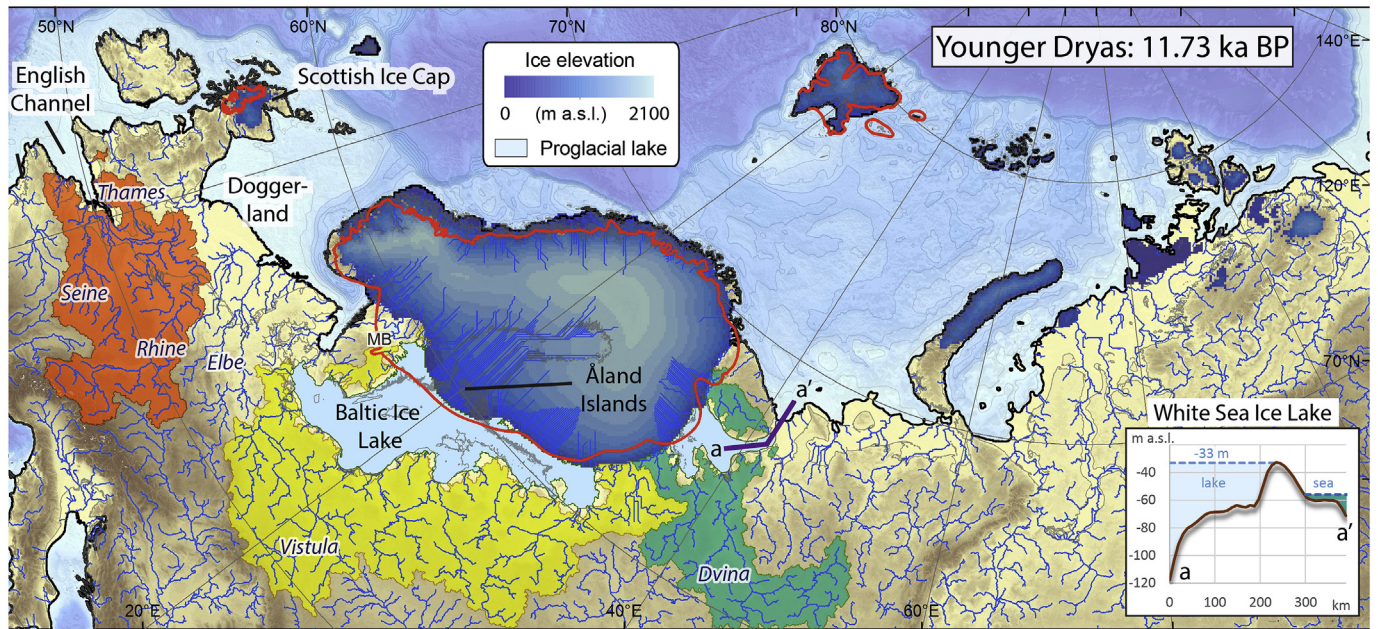 50°N
60°N
70°N
80°N
140°E
Younger Dryas: 11.73 ka BP
English
Channel
Scottish Ice Cap
Ice elevation
0 (m a.s.l.) 2100
Proglacial lake
120°E
Thames
Dogger-
land
Seine
Rhine
Elbe
MB
Baltic Ice
Lake
Åland
Islands
a
a'
70°N
Vistula
Dvina
20°E
40°E
60°E
White Sea Ice Lake
m a.s.l.
-33 m
-40
lake
sea
-60
-80
-100
-120
a
a'
0 100 200 300 km